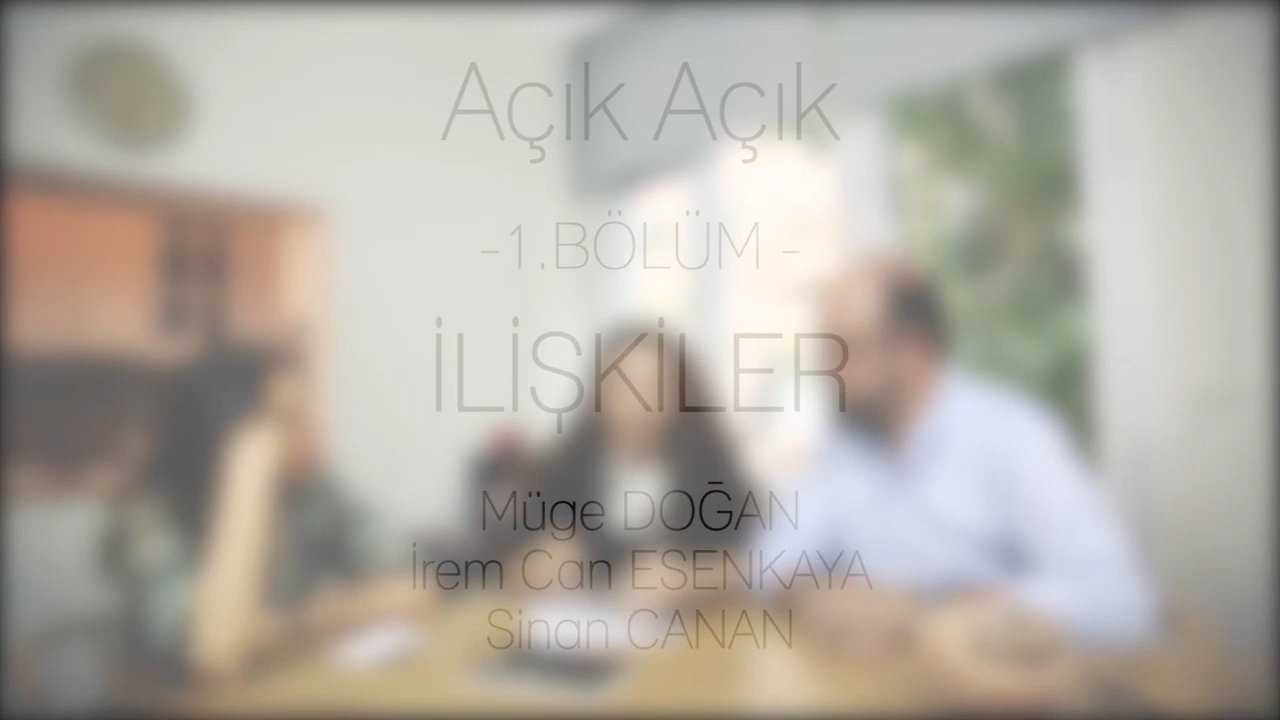 Açık Açık
-1.BÖLÜM -
İLİŞKİLER
Müge DOĞAN
İrem Can ESENKAYA
Sinan CANAN